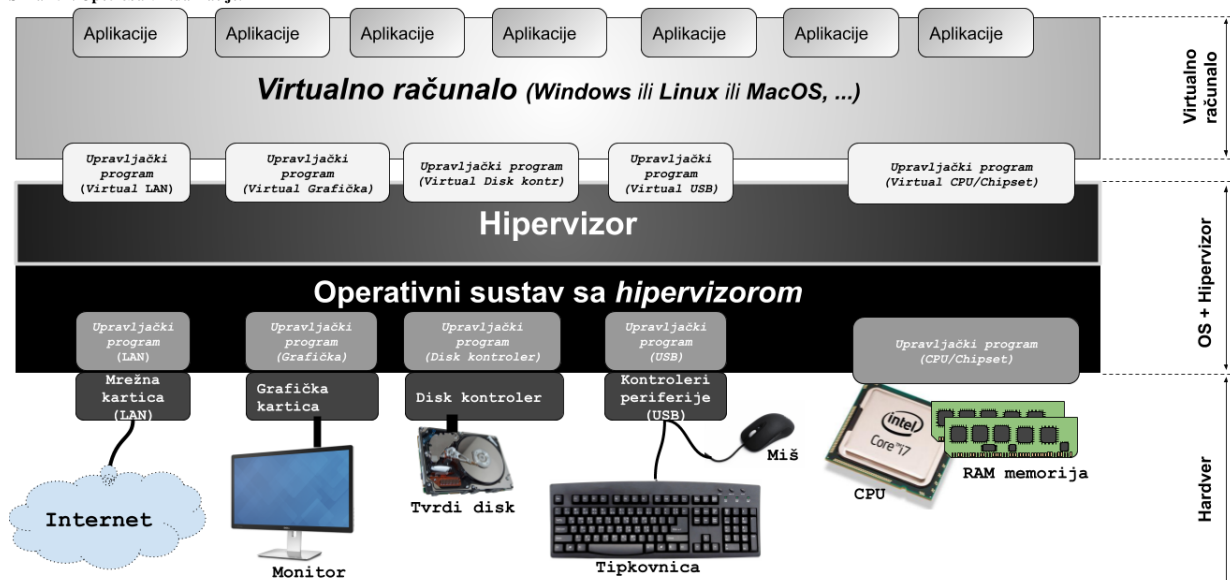 Aplikacije
Aplikacije
Aplikacije
Aplikacije
Aplikacije
Aplikacije
Aplikacije
Virtualno računalo (Windows ili Linux ili MacOS, ...)
Virtualno
računalo
Upravljački
program
(Virtual LAN)
Upravljački
program
(Virtual Grafička)
Upravljački program
(Virtual Disk kontr)
Upravljački
program
(Virtual USB)
Upravljački program
(Virtual CPU/Chipset)
Hipervizor
Operativni sustav sa hipervizorom
OS + Hipervizor
Upravljački
program
(LAN)
Upravljački
program
(Grafička)
Upravljački
program
(Disk kontroler)
Upravljački
program
(USB)
Upravljački program
(CPU/Chipset)
Mrežna
kartica
(LAN)
Grafička
kartica
Disk kontroler
Kontroleri
periferije
(USB)
intel
Core™i7
Miš
RAM memorija
CPU
Tvrdi disk
Internet
Monitor
Tipkovnica
Hardver